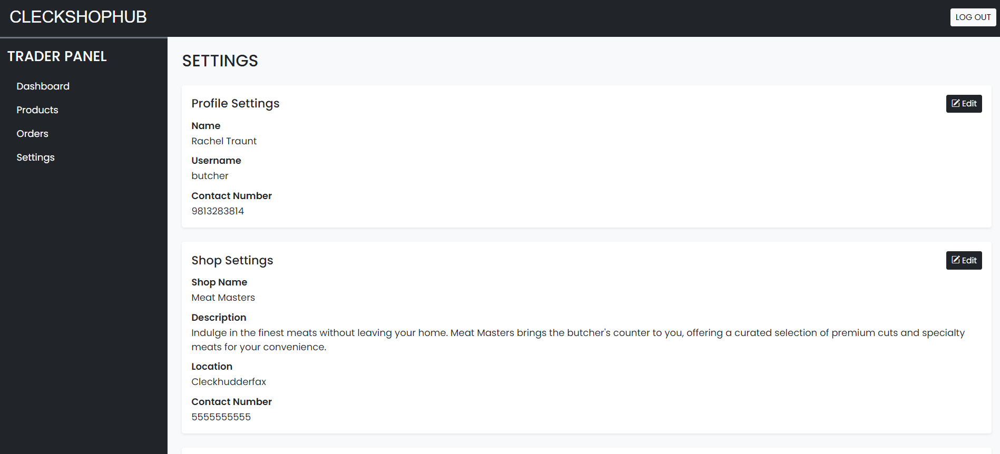 CLECKSHOPHUB
LOG OUT
TRADER PANEL
Dashboard
Products
Orders
Settings
SETTINGS
Profile Settings
Edit
Name
Rachel Traunt
Username
butcher
Contact Number
9813283814
Shop Settings
Edit
Shop Name
Meat Masters
Description
Indulge in the finest meats without leaving your home. Meat Masters brings the butcher's counter to you, offering a curated selection of premium cuts and specialty
meats for your convenience.
Location
Cleckhudderfax
Contact Number
5555555555